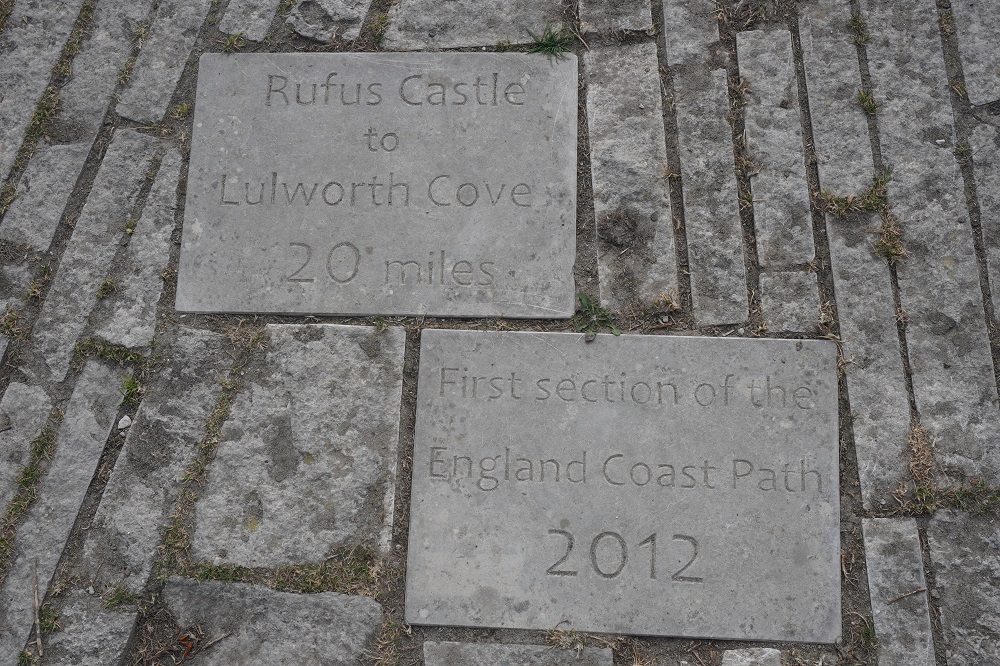 Rufus Castle
to
Lulworth Cove
20 miles
First section of the
England Coast Path
2012